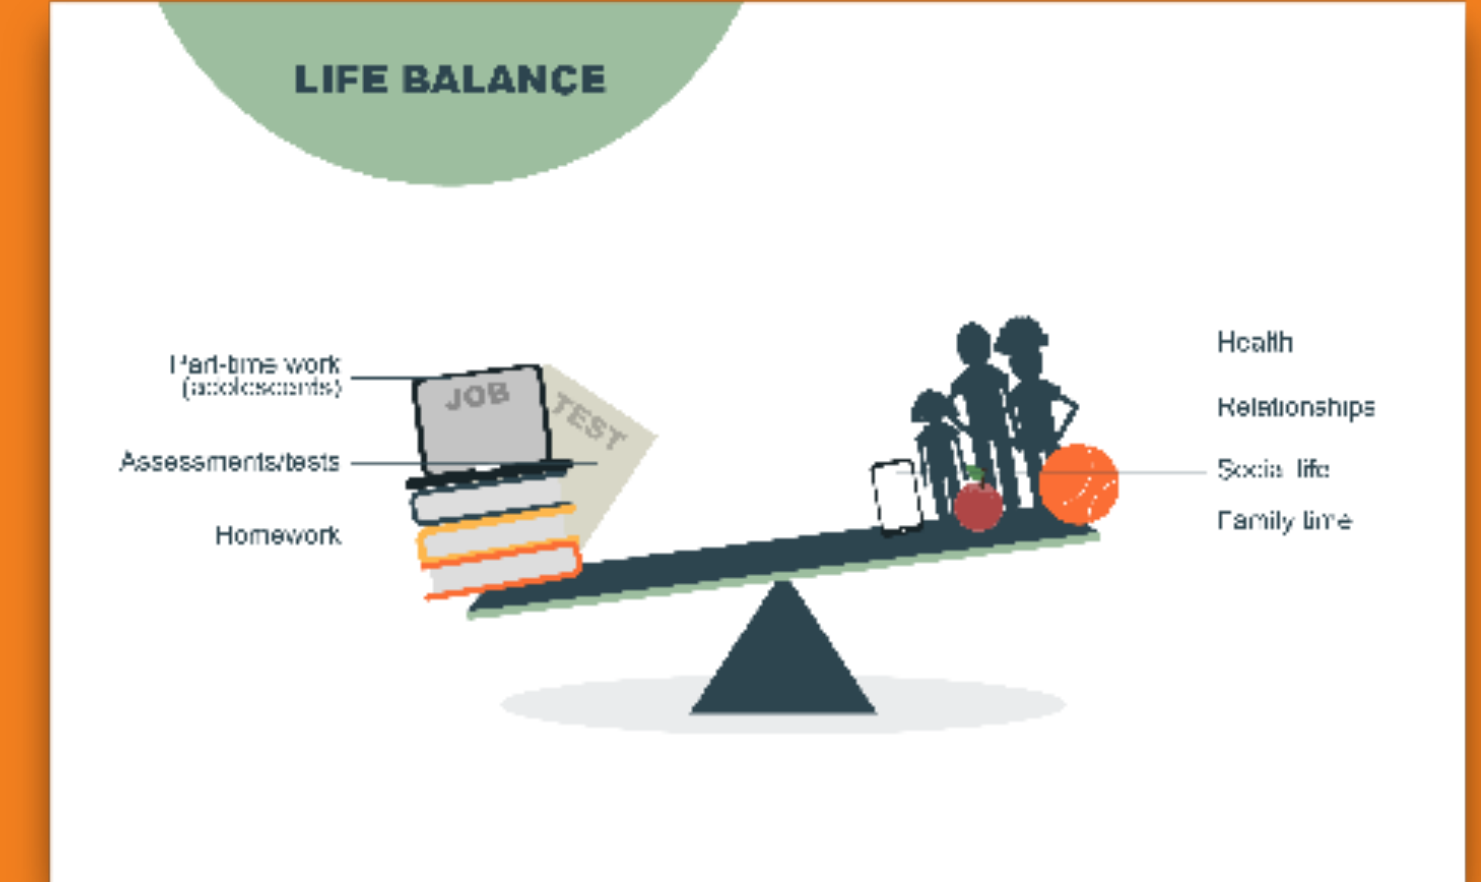 LIFE BALANCE
Part-time work
(adolescents)
JOB
TEST
Assessments/tests
Homework
Health
Relationships
Social life
Family time